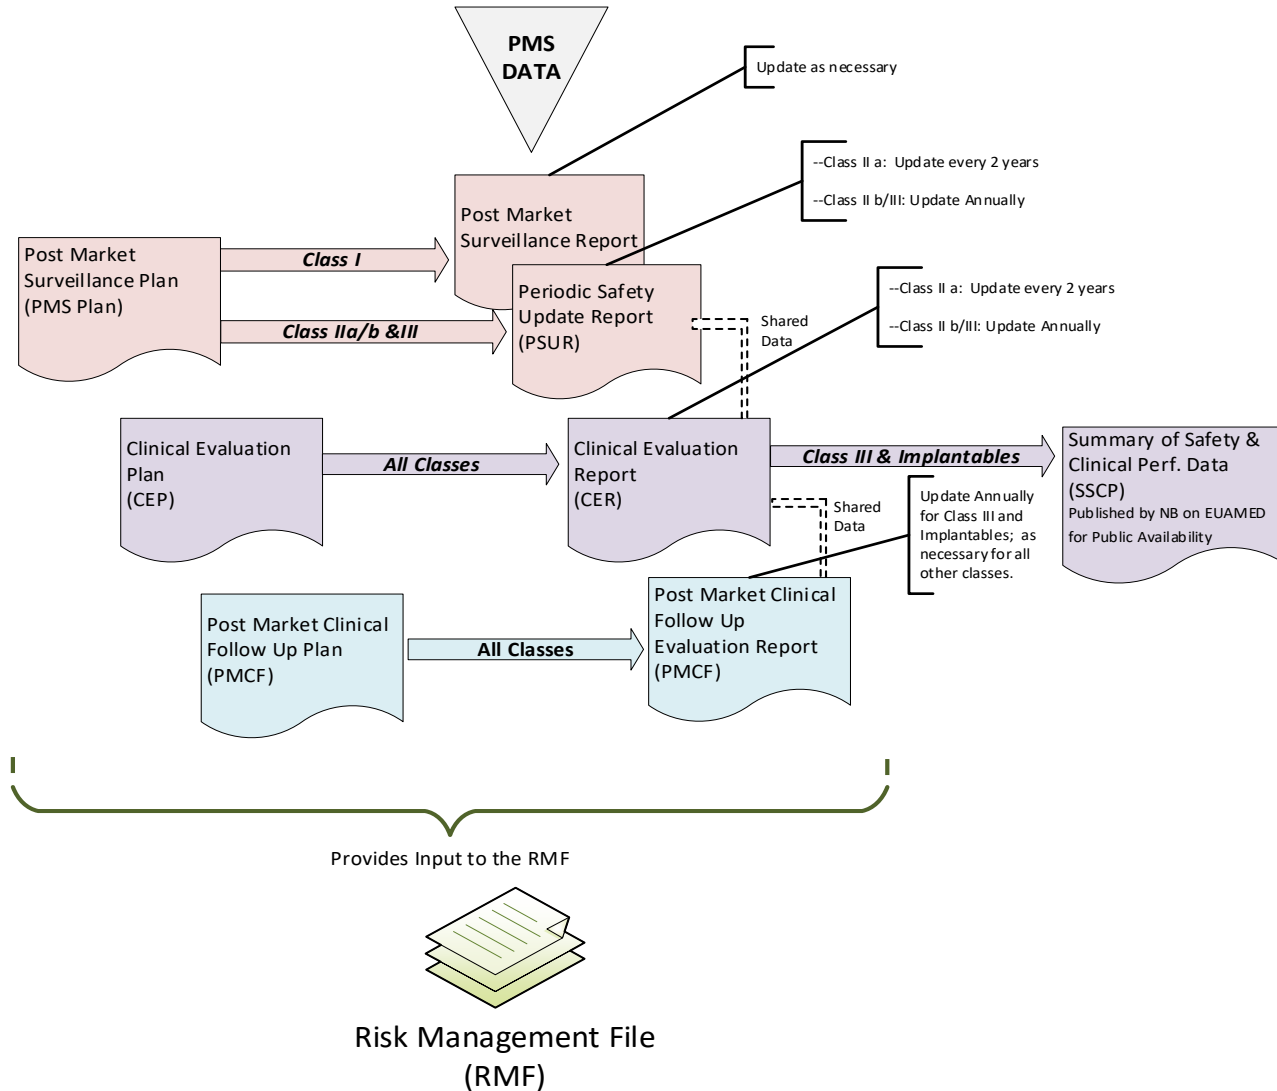 PMS
DATA
Update as necessary
--Class II a:  Update every 2 years
--Class II b/III: Update Annually
Post Market
Surveillance Report
Post Market
Surveillance Plan
(PMS Plan)
Class I
Class IIa/b &III
Periodic Safety
Update Report
(PSUR)
Shared
Data
--Class II a:  Update every 2 years
--Class II b/III: Update Annually
Clinical Evaluation
Plan
(CEP)
All Classes
Clinical Evaluation
Report
(CER)
Class III & Implantables
Summary of Safety &
Clinical Perf. Data
(SSCP)
Published by NB on EUAMED
for Public Availability
Shared
Data
Update Annually
for Class III and
Implantables;  as
necessary for all
other classes.
Post Market Clinical
Follow Up Plan
(PMCF)
All Classes
Post Market Clinical
Follow Up
Evaluation Report
(PMCF)
Provides Input to the RMF
Risk Management File
(RMF)